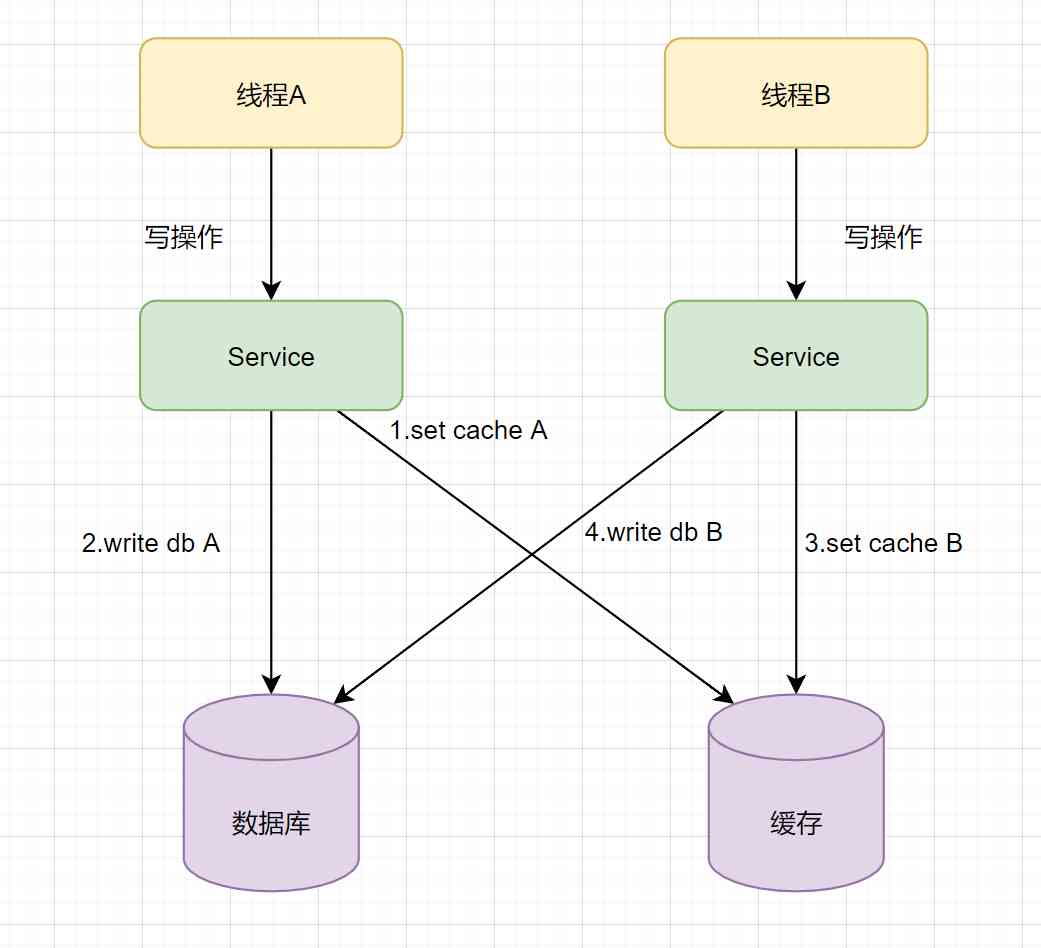 线程A
线程B
写操作
写操作
Service
Service
1.set cache A
2.write db A
4.write db B
3.set cache B
数据库
缓存